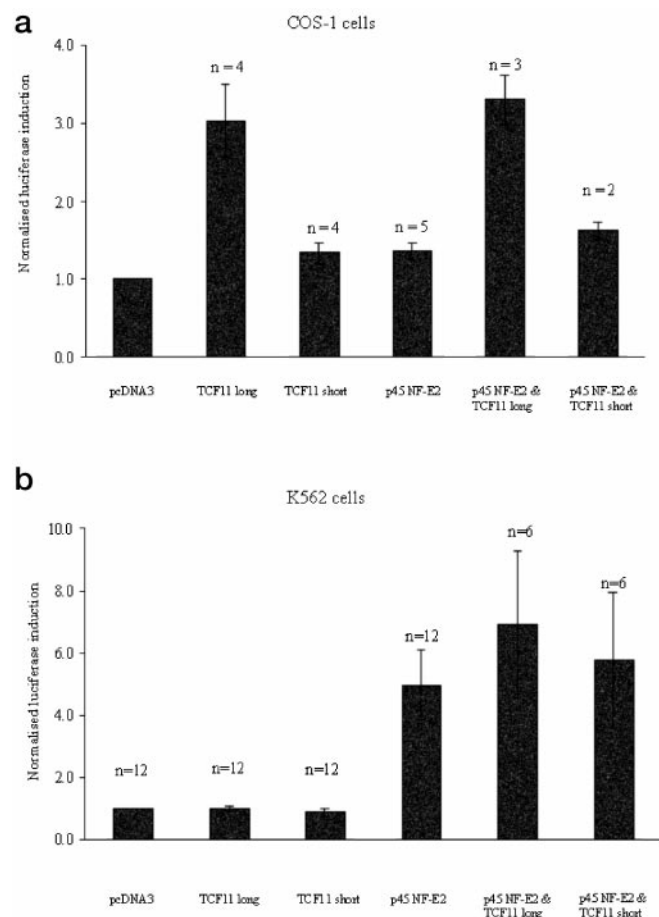 a
COS-1 cells
Normalised luciferase induction
4.0
3.0
2.0
1.0
0.0
n = 4
n=4
n=5
n=3
n=2
pcDNA3
TCF11 long
TCF11 short
p45 NF-E2
p45 NF-E2 &
TCF11 long
p45 NF-E2 &
TCF11 short
b
K562 cells
Normalised luciferase induction
10.0
8.0
6.0
4.0
2.0
0.0
n=12
n=12
n=12
n=12
n=6
n=6
pcDNA3
TCF11 long
TCF11 short
p45 NF-E2
p45 NF-E2 &
TCF11 long
p45 NF-E2 &
TCF11 short